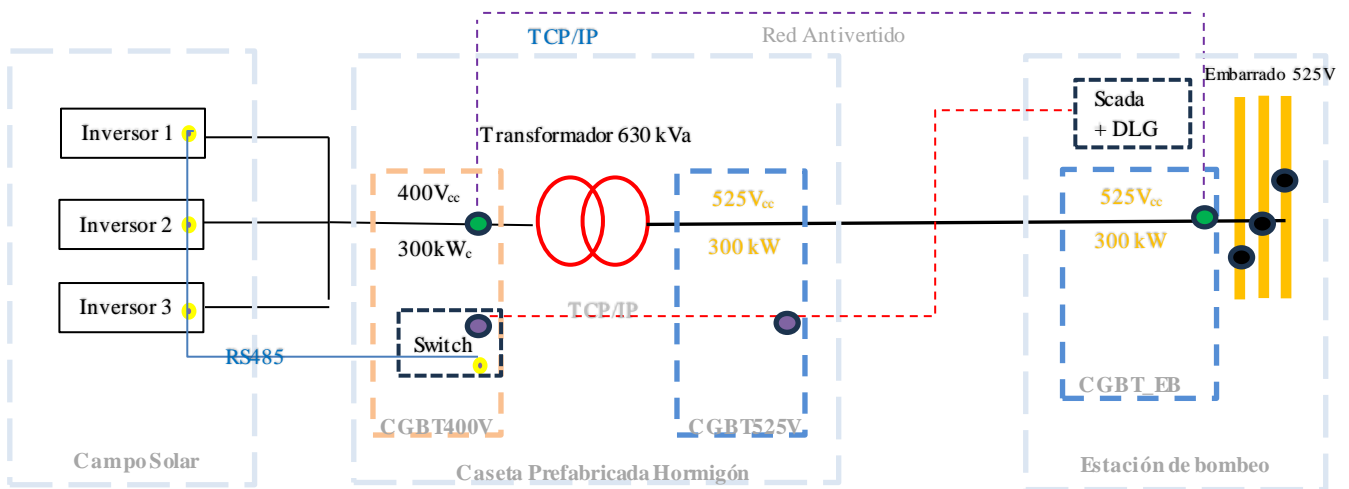 TCP/IP
Red Antivertido
Embarrado 525V
Inversor 1
Inversor 2
Inversor 3
RS485
Campo Solar
Transformador 630 kVa
400Vcc
300kWc
Switch
TCP/IP
CGBT400V
525Vcc
300 kW
CGBT525V
Caseta Prefabricada Hormigón
Scada
+ DLG
525Vcc
300 kW
CGBT_EB
Estación de bombeo